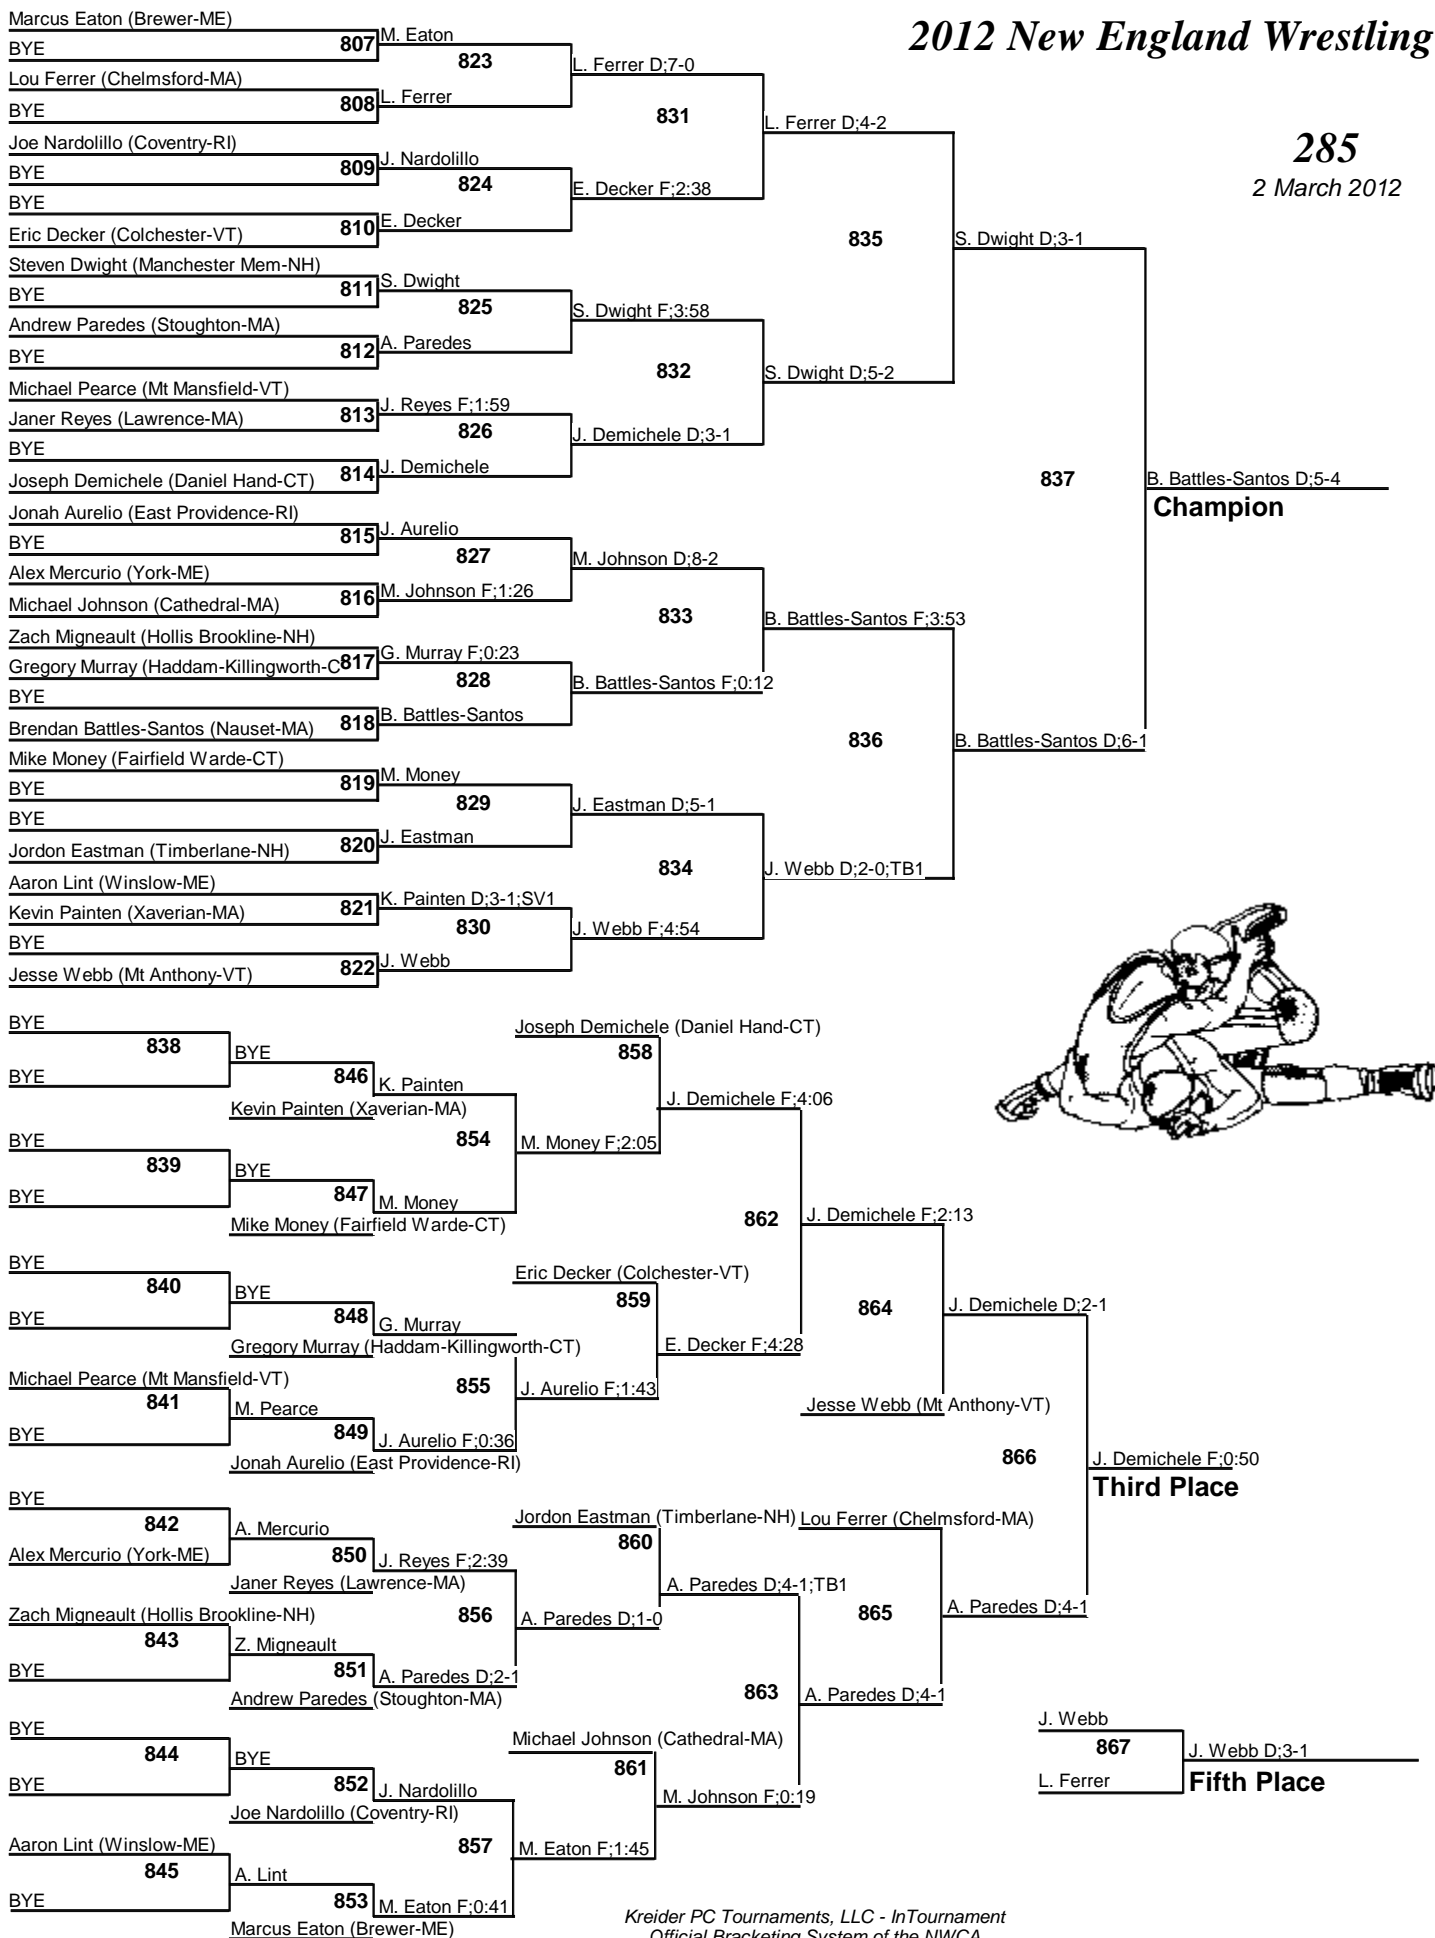 2012 New England Wrestling
285
2 March 2012
Marcus Eaton (Brewer-ME)
BYE
807
M. Eaton
823
Lou Ferrer (Chelmsford-MA)
BYE
808
L. Ferrer
L. Ferrer D;7-0
831
Joe Nardolillo (Coventry-RI)
BYE
809
J. Nardolillo
824
BYE
Eric Decker (Colchester-VT)
810
E. Decker
E. Decker F;2:38
L. Ferrer D;4-2
835
Steven Dwight (Manchester Mem-NH)
BYE
811
S. Dwight
825
Andrew Paredes (Stoughton-MA)
BYE
812
A. Paredes
S. Dwight F;3:58
832
Michael Pearce (Mt Mansfield-VT)
Janer Reyes (Lawrence-MA)
813
J. Reyes F;1:59
826
BYE
Joseph Demichele (Daniel Hand-CT)
814
J. Demichele
J. Demichele D;3-1
S. Dwight D;5-2
S. Dwight D;3-1
837
B. Battles-Santos D;5-4
Champion
Jonah Aurelio (East Providence-RI)
BYE
815
J. Aurelio
827
Alex Mercurio (York-ME)
Michael Johnson (Cathedral-MA)
816
M. Johnson F;1:26
M. Johnson D;8-2
833
Zach Migneault (Hollis Brookline-NH)
Gregory Murray (Haddam-Killingworth-C
817
G. Murray F;0:23
828
BYE
Brendan Battles-Santos (Nauset-MA)
818
B. Battles-Santos
B. Battles-Santos F;0:12
B. Battles-Santos F;3:53
836
B. Battles-Santos D;6-1
Mike Money (Fairfield Warde-CT)
BYE
819
M. Money
829
BYE
Jordon Eastman (Timberlane-NH)
820
J. Eastman
J. Eastman D;5-1
834
Aaron Lint (Winslow-ME)
Kevin Painten (Xaverian-MA)
821
K. Painten D;3-1;SV1
830
BYE
Jesse Webb (Mt Anthony-VT)
822
J. Webb
J. Webb F;4:54
J. Webb D;2-0;TB1
BYE
838
BYE
BYE
846
K. Painten
Kevin Painten (Xaverian-MA)
854
BYE
839
BYE
BYE
847
M. Money
Mike Money (Fairfield Warde-CT)
Joseph Demichele (Daniel Hand-CT)
858
M. Money F;2:05
J. Demichele F;4:06
862
BYE
840
BYE
BYE
848
G. Murray
Gregory Murray (Haddam-Killingworth-CT)
855
Michael Pearce (Mt Mansfield-VT)
841
BYE
M. Pearce
849
J. Aurelio F;0:36
Jonah Aurelio (East Providence-RI)
Eric Decker (Colchester-VT)
859
J. Aurelio F;1:43
E. Decker F;4:28
J. Demichele F;2:13
864
Jesse Webb (Mt Anthony-VT)
J. Demichele D;2-1
866
J. Demichele F;0:50
Third Place
BYE
842
Alex Mercurio (York-ME)
A. Mercurio
850
J. Reyes F;2:39
Janer Reyes (Lawrence-MA)
856
Zach Migneault (Hollis Brookline-NH)
843
BYE
Z. Migneault
851
A. Paredes D;2-1
Andrew Paredes (Stoughton-MA)
Jordon Eastman (Timberlane-NH)
860
A. Paredes D;1-0
A. Paredes D;4-1;TB1
863
Lou Ferrer (Chelmsford-MA)
865
A. Paredes D;4-1
A. Paredes D;4-1
BYE
844
BYE
BYE
852
J. Nardolillo
Joe Nardolillo (Coventry-RI)
857
Aaron Lint (Winslow-ME)
845
BYE
A. Lint
853
M. Eaton F;0:41
Marcus Eaton (Brewer-ME)
Michael Johnson (Cathedral-MA)
861
M. Eaton F;1:45
M. Johnson F;0:19
J. Webb
867
L. Ferrer
J. Webb D;3-1
Fifth Place
Kreider PC Tournaments, LLC - InTournament
Official Bracketing System of the NWCA